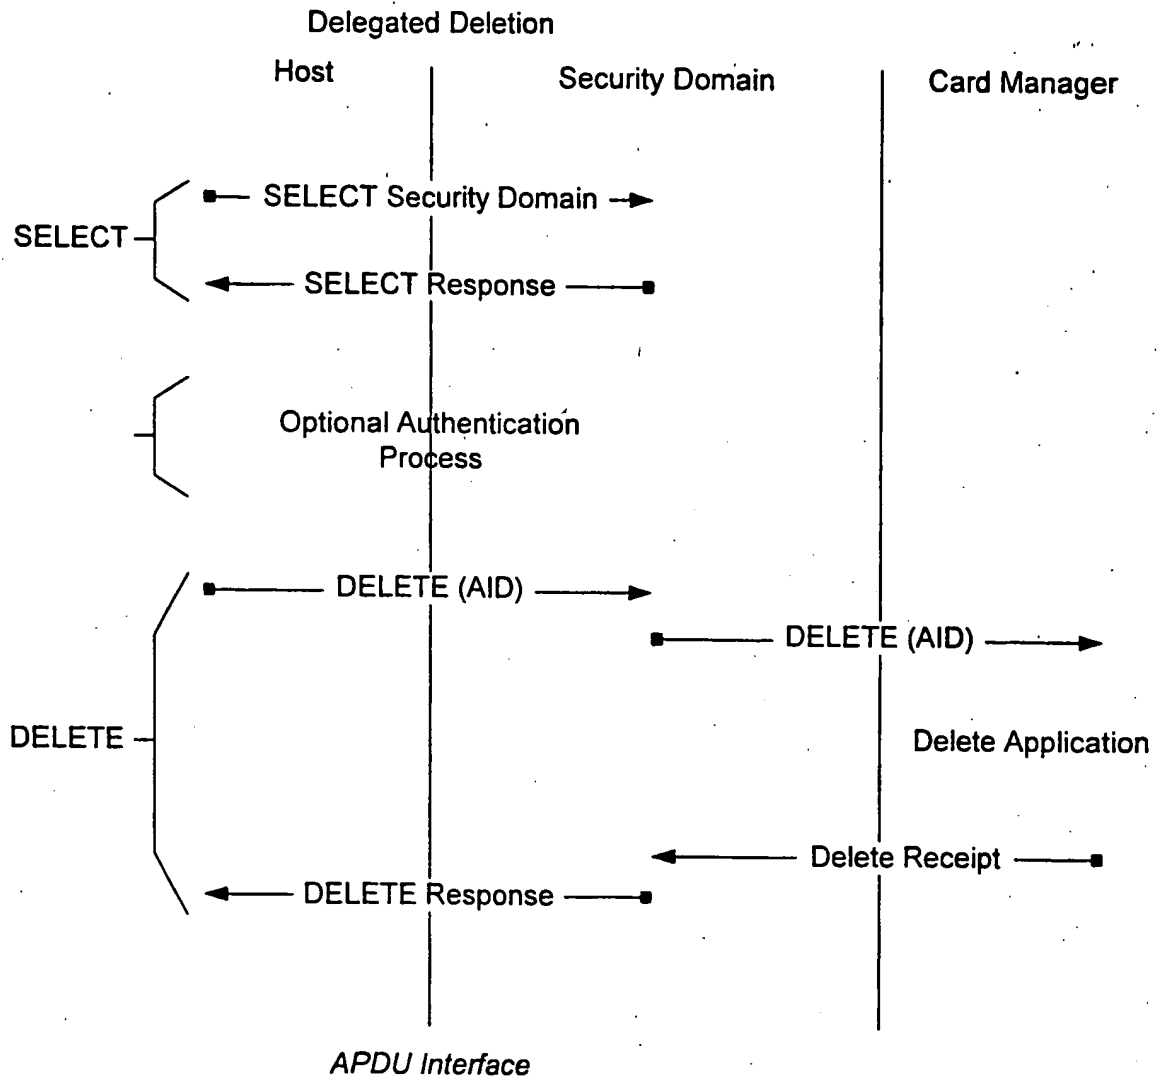 Delegated Deletion
Host
Security Domain
Card Manager
SELECT Security Domain
SELECT
SELECT Response
Optional Authentication
Process
DELETE (AID)
DELETE (AID)
DELETE
Delete Application
Delete Receipt
DELETE Response
APDU Interface